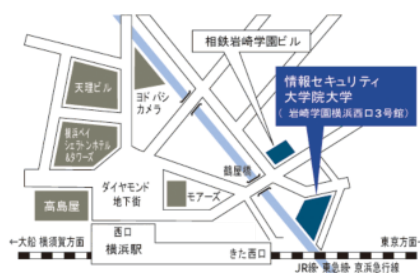 相鉄岩崎学園ビル
天理ビル
ヨドバシ
カメラ
情報セキュリティ
大学院大学
(岩崎学園横浜西口3号館)
横浜ベイ
シェラトンホテル
&タワーズ
鶴屋橋
ダイヤモンド
地下街
モアーズ
高島屋
西口
横浜駅
きた西口
←大船 横須賀方面
東京方面→
JR線・東急線・京浜急行線